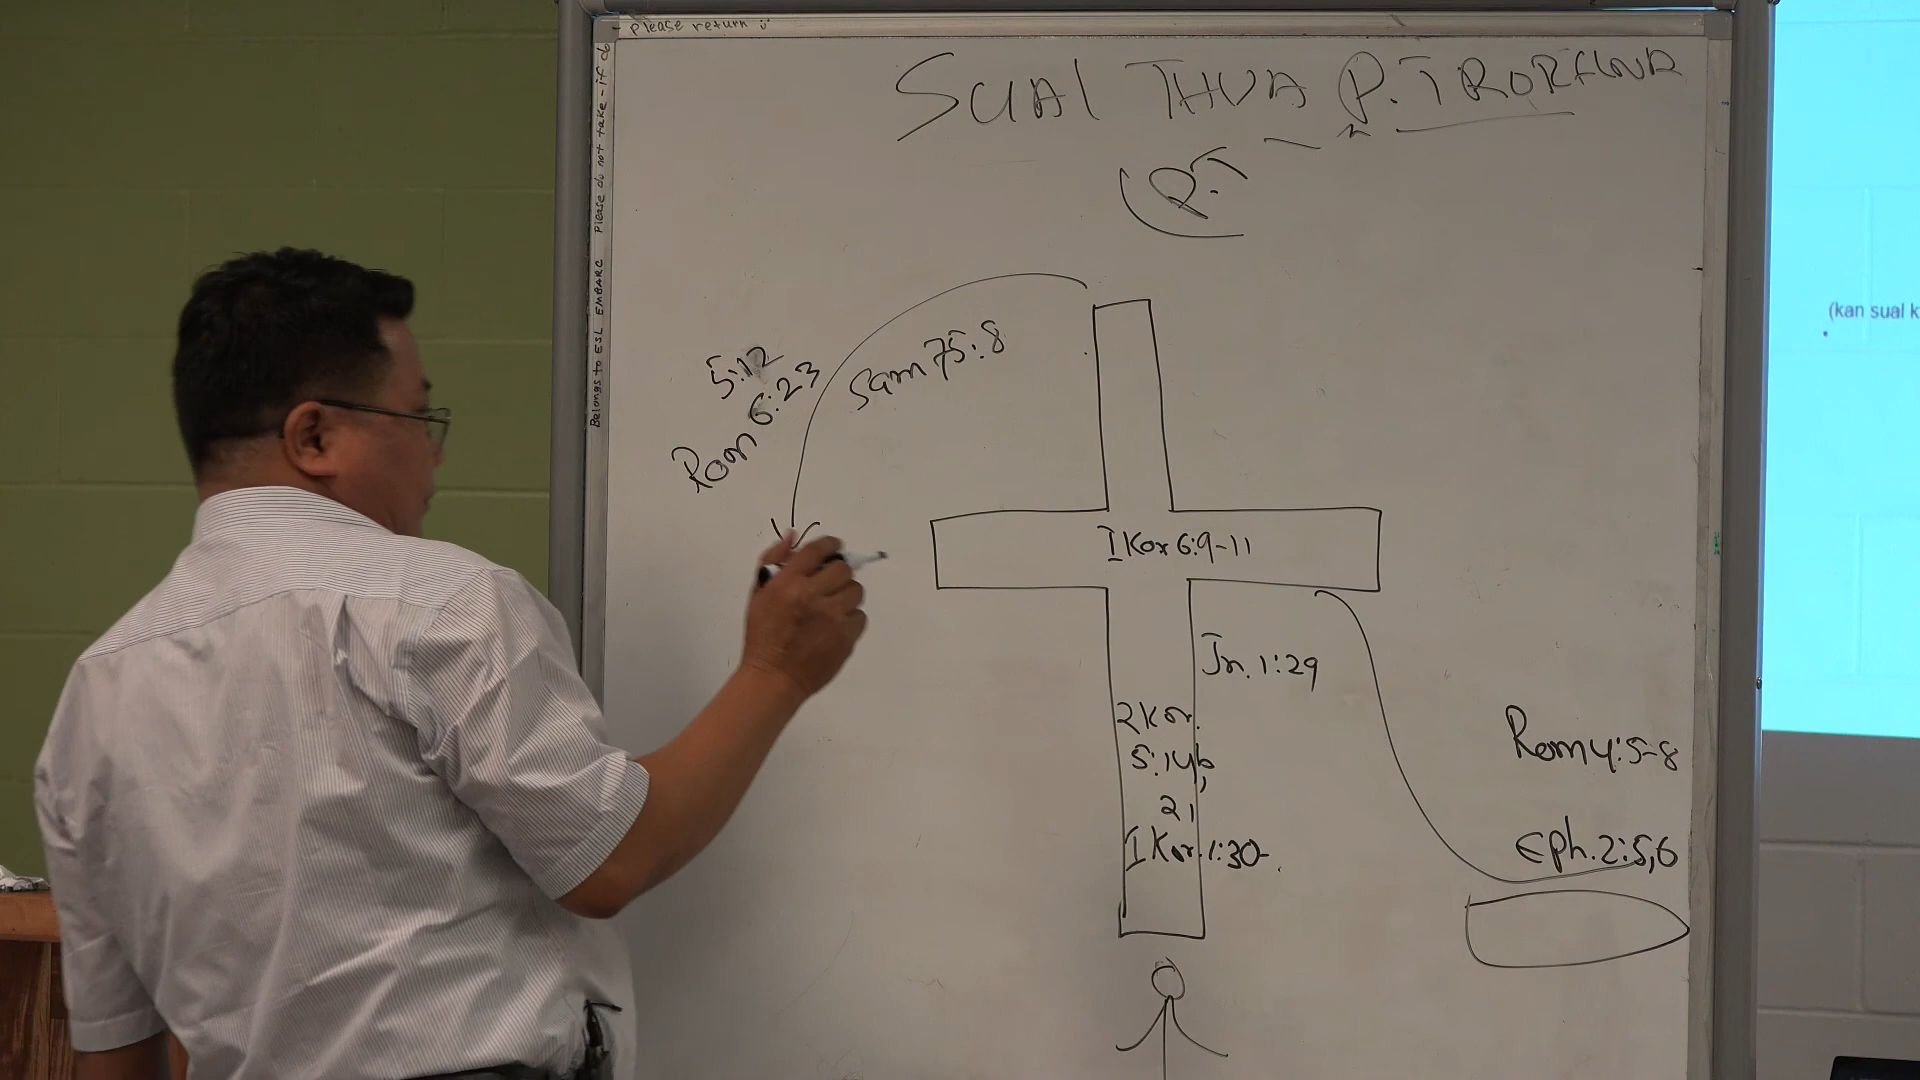 - Please return :)
Belongs to ESL EMBARC Please do not take - if do
SUAL THUA P.T
P.T
(kan sual k
Sam 75:8
5:12
Rom 6:23
I Kor 6:9-11
Jn. 1:29
2 Kor.
5:14b,
21
I Kor. 1:30-.
Rom 4:5-8
Eph. 2:5,6